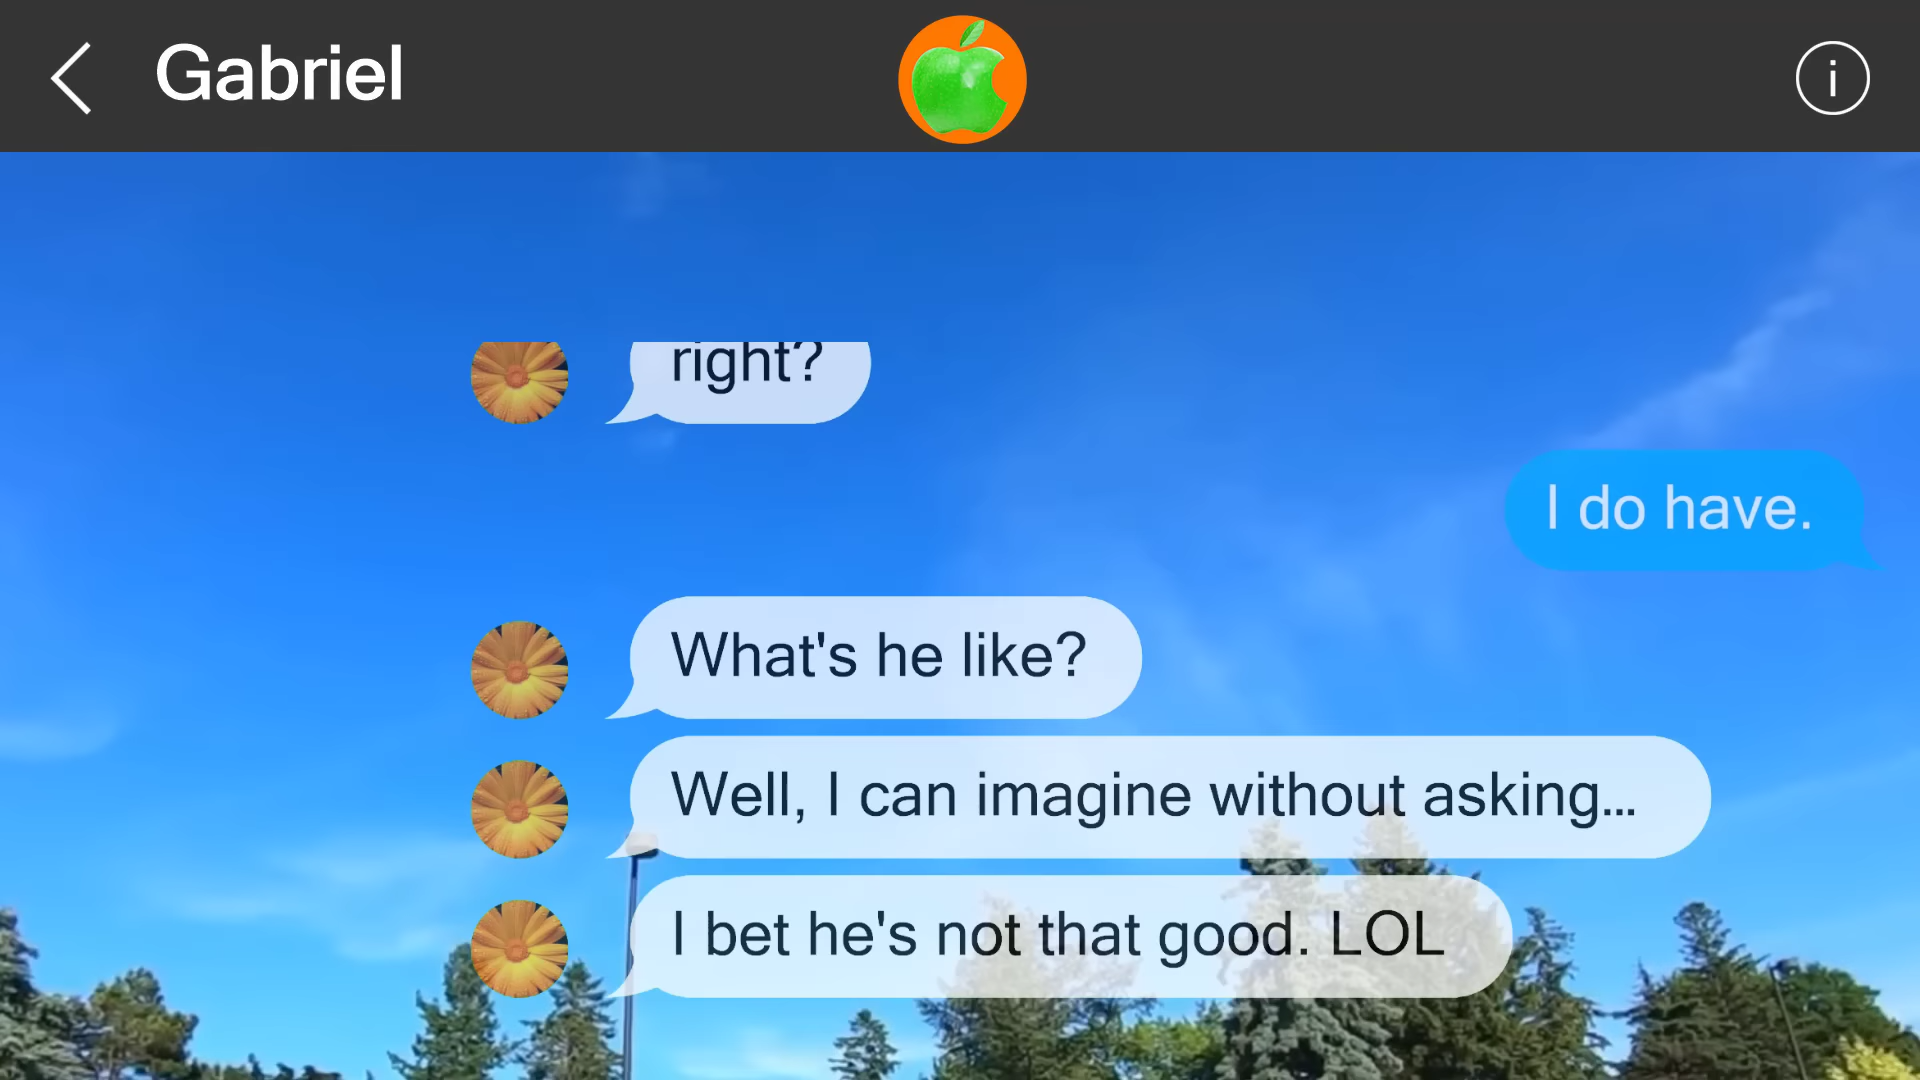 Gabriel
i
right?
I do have.
What's he like?
Well, I can imagine without asking...
I bet he's not that good. LOL